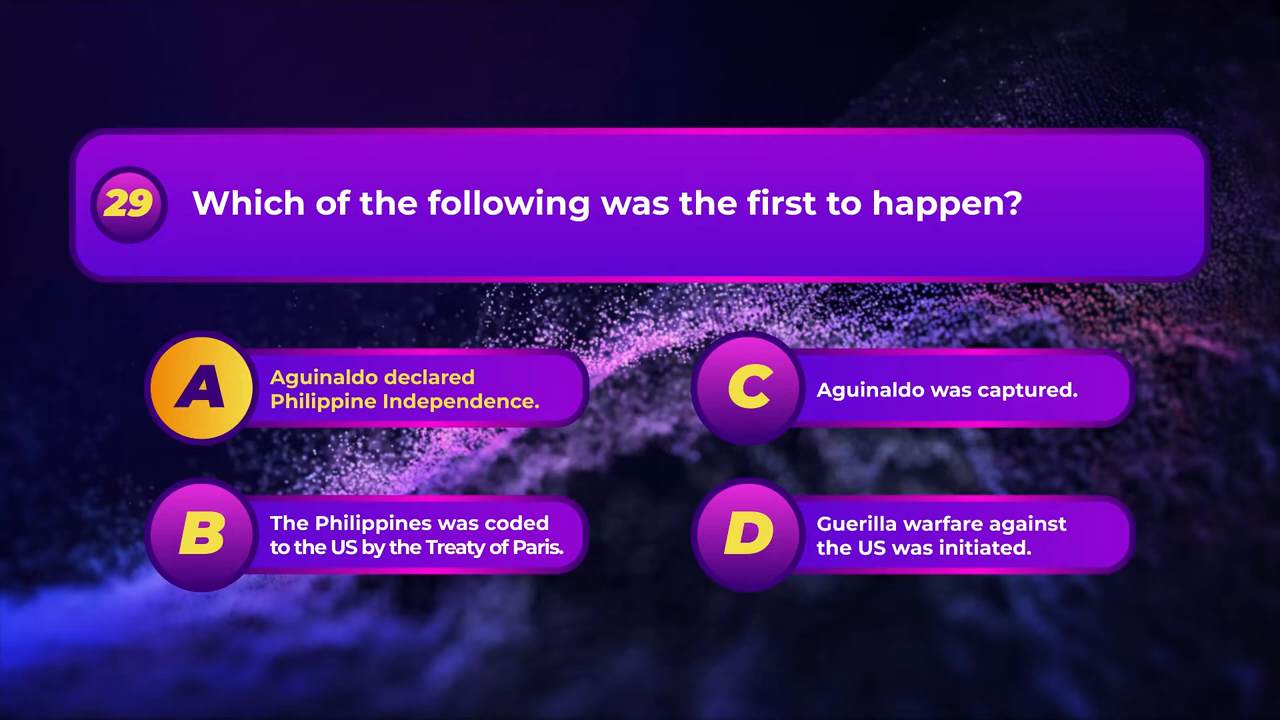 29 Which of the following was the first to happen?
A Aguinaldo declared
Philippine Independence.
B The Philippines was coded
to the US by the Treaty of Paris.
C Aguinaldo was captured.
D Guerilla warfare against
the US was initiated.